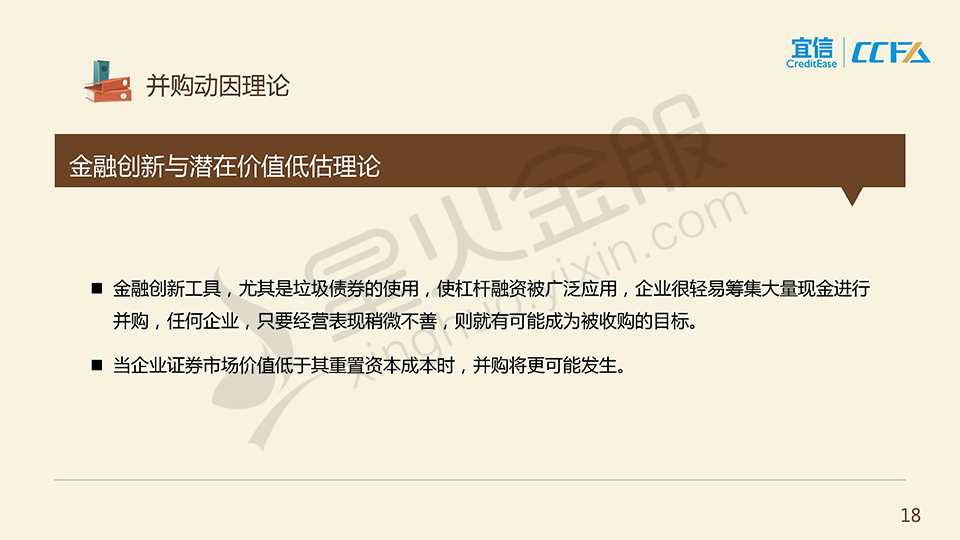 宜信
CreditEase
CCFA
并购动因理论
金融创新与潜在价值低估理论
星火金服
xinghuo.yixin.com
■ 金融创新工具，尤其是垃圾债券的使用，使杠杆融资被广泛应用，企业很轻易筹集大量现金进行
并购，任何企业，只要经营表现稍微不善，则就有可能成为被收购的目标。
■ 当企业证券市场价值低于其重置资本成本时，并购将更可能发生。
18